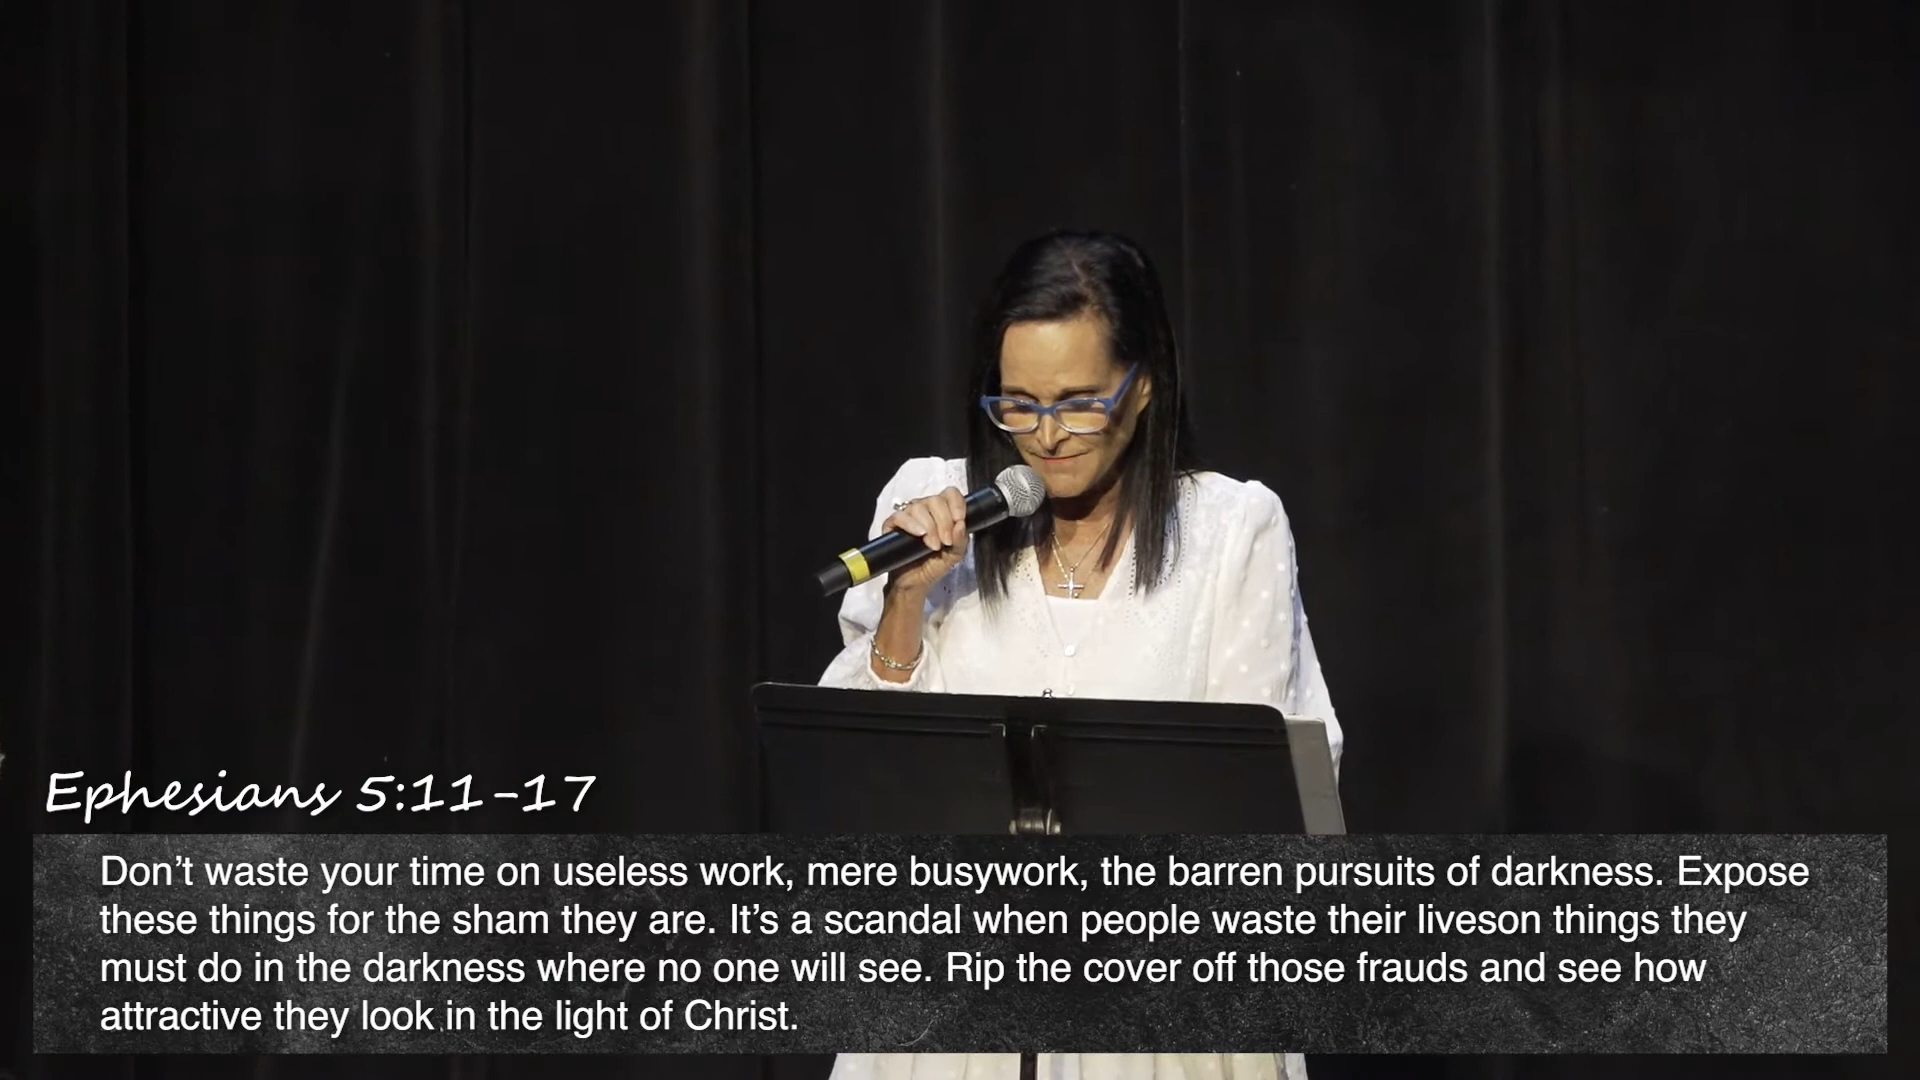 Ephesians 5:11-17
Don’t waste your time on useless work, mere busywork, the barren pursuits of darkness. Expose
these things for the sham they are. It’s a scandal when people waste their liveson things they
must do in the darkness where no one will see. Rip the cover off those frauds and see how
attractive they look in the light of Christ.